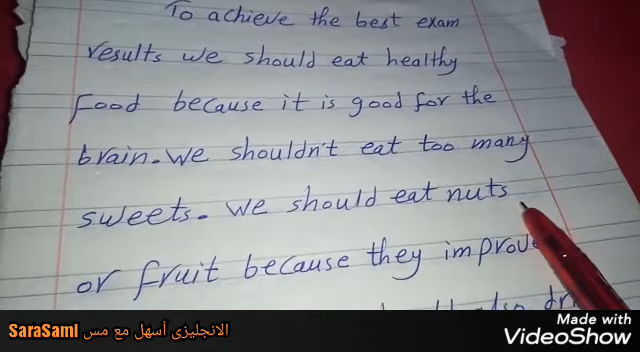 To achieve the best exam
results we should eat healthy
food because it is good for the
brain. We shouldn't eat too many
sweets. We should eat nuts
or fruit because they improve
SaraSami الانجليزى أسهل مع مس
Made with
VideoShow